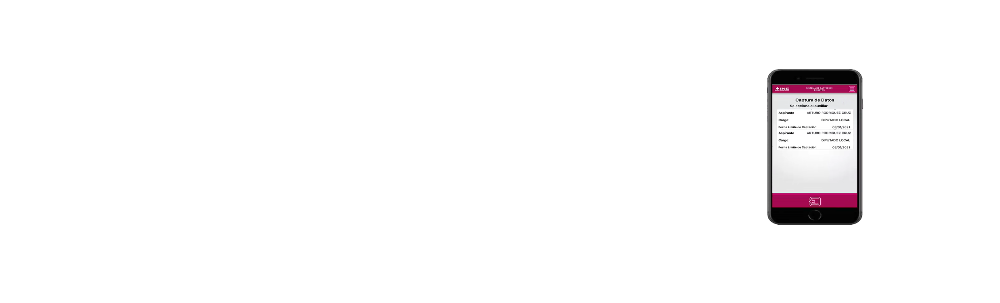 INE
SISTEMA DE CAPTACIÓN
DE DATOS
Captura de Datos
Selecciona el auxiliar
Aspirante ARTURO RODRIGUEZ CRUZ
Cargo: DIPUTADO LOCAL
Fecha Límite de Captación: 08/01/2021
Aspirante ARTURO RODRIGUEZ CRUZ
Cargo: DIPUTADO LOCAL
Fecha Límite de Captación: 08/01/2021